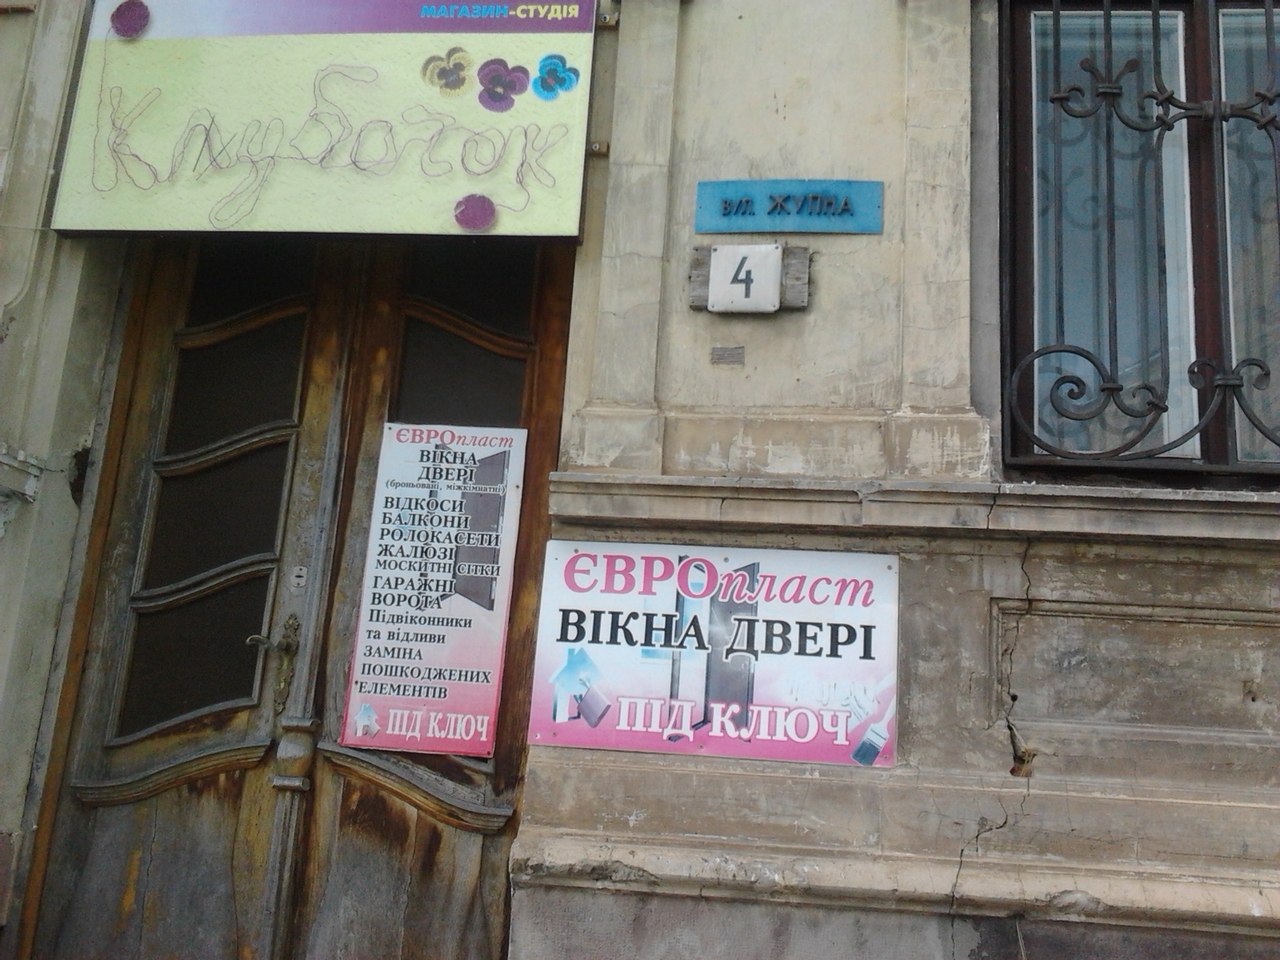 МАГАЗИН-СТУДІЯ
Клубочок
ВУЛ. ЖУПНА
4
ЄВРОпласт
ВІКНА
ДВЕРІ
(броньовані, міжкімнатні)
ВІДКОСИ
БАЛКОНИ
РОЛОКАСЕТИ
ЖАЛЮЗІ
МОСКИТНІ СІТКИ
ГАРАЖНІ
ВОРОТА
Підвіконники
та відливи
ЗАМІНА
ПОШКОДЖЕНИХ
ЕЛЕМЕНТІВ
ПІД КЛЮЧ
ЄВРОпласт
ВІКНА ДВЕРІ
ПІД КЛЮЧ